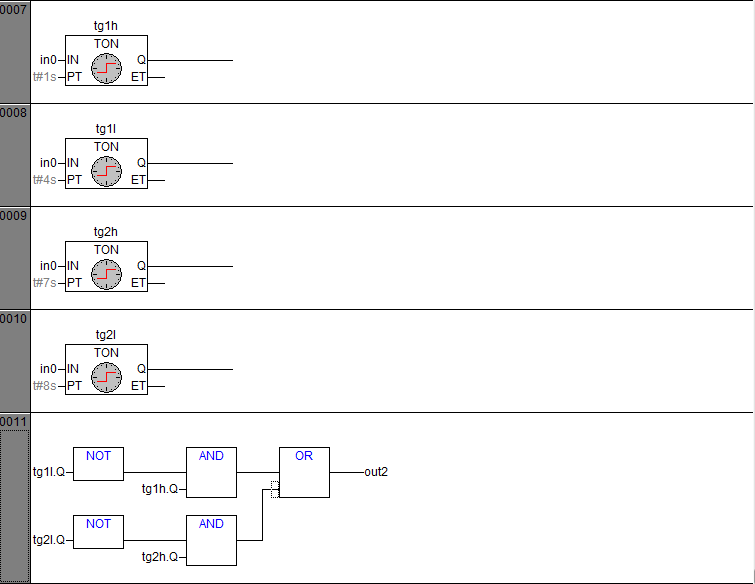 0007
tg1h
TON
in0 IN Q
t#1s PT ET
0008
tg1l
TON
in0 IN Q
t#4s PT ET
0009
tg2h
TON
in0 IN Q
t#7s PT ET
0010
tg2l
TON
in0 IN Q
t#8s PT ET
0011
NOT AND OR
tg1l.Q out2
tg1h.Q
NOT AND
tg2l.Q
tg2h.Q